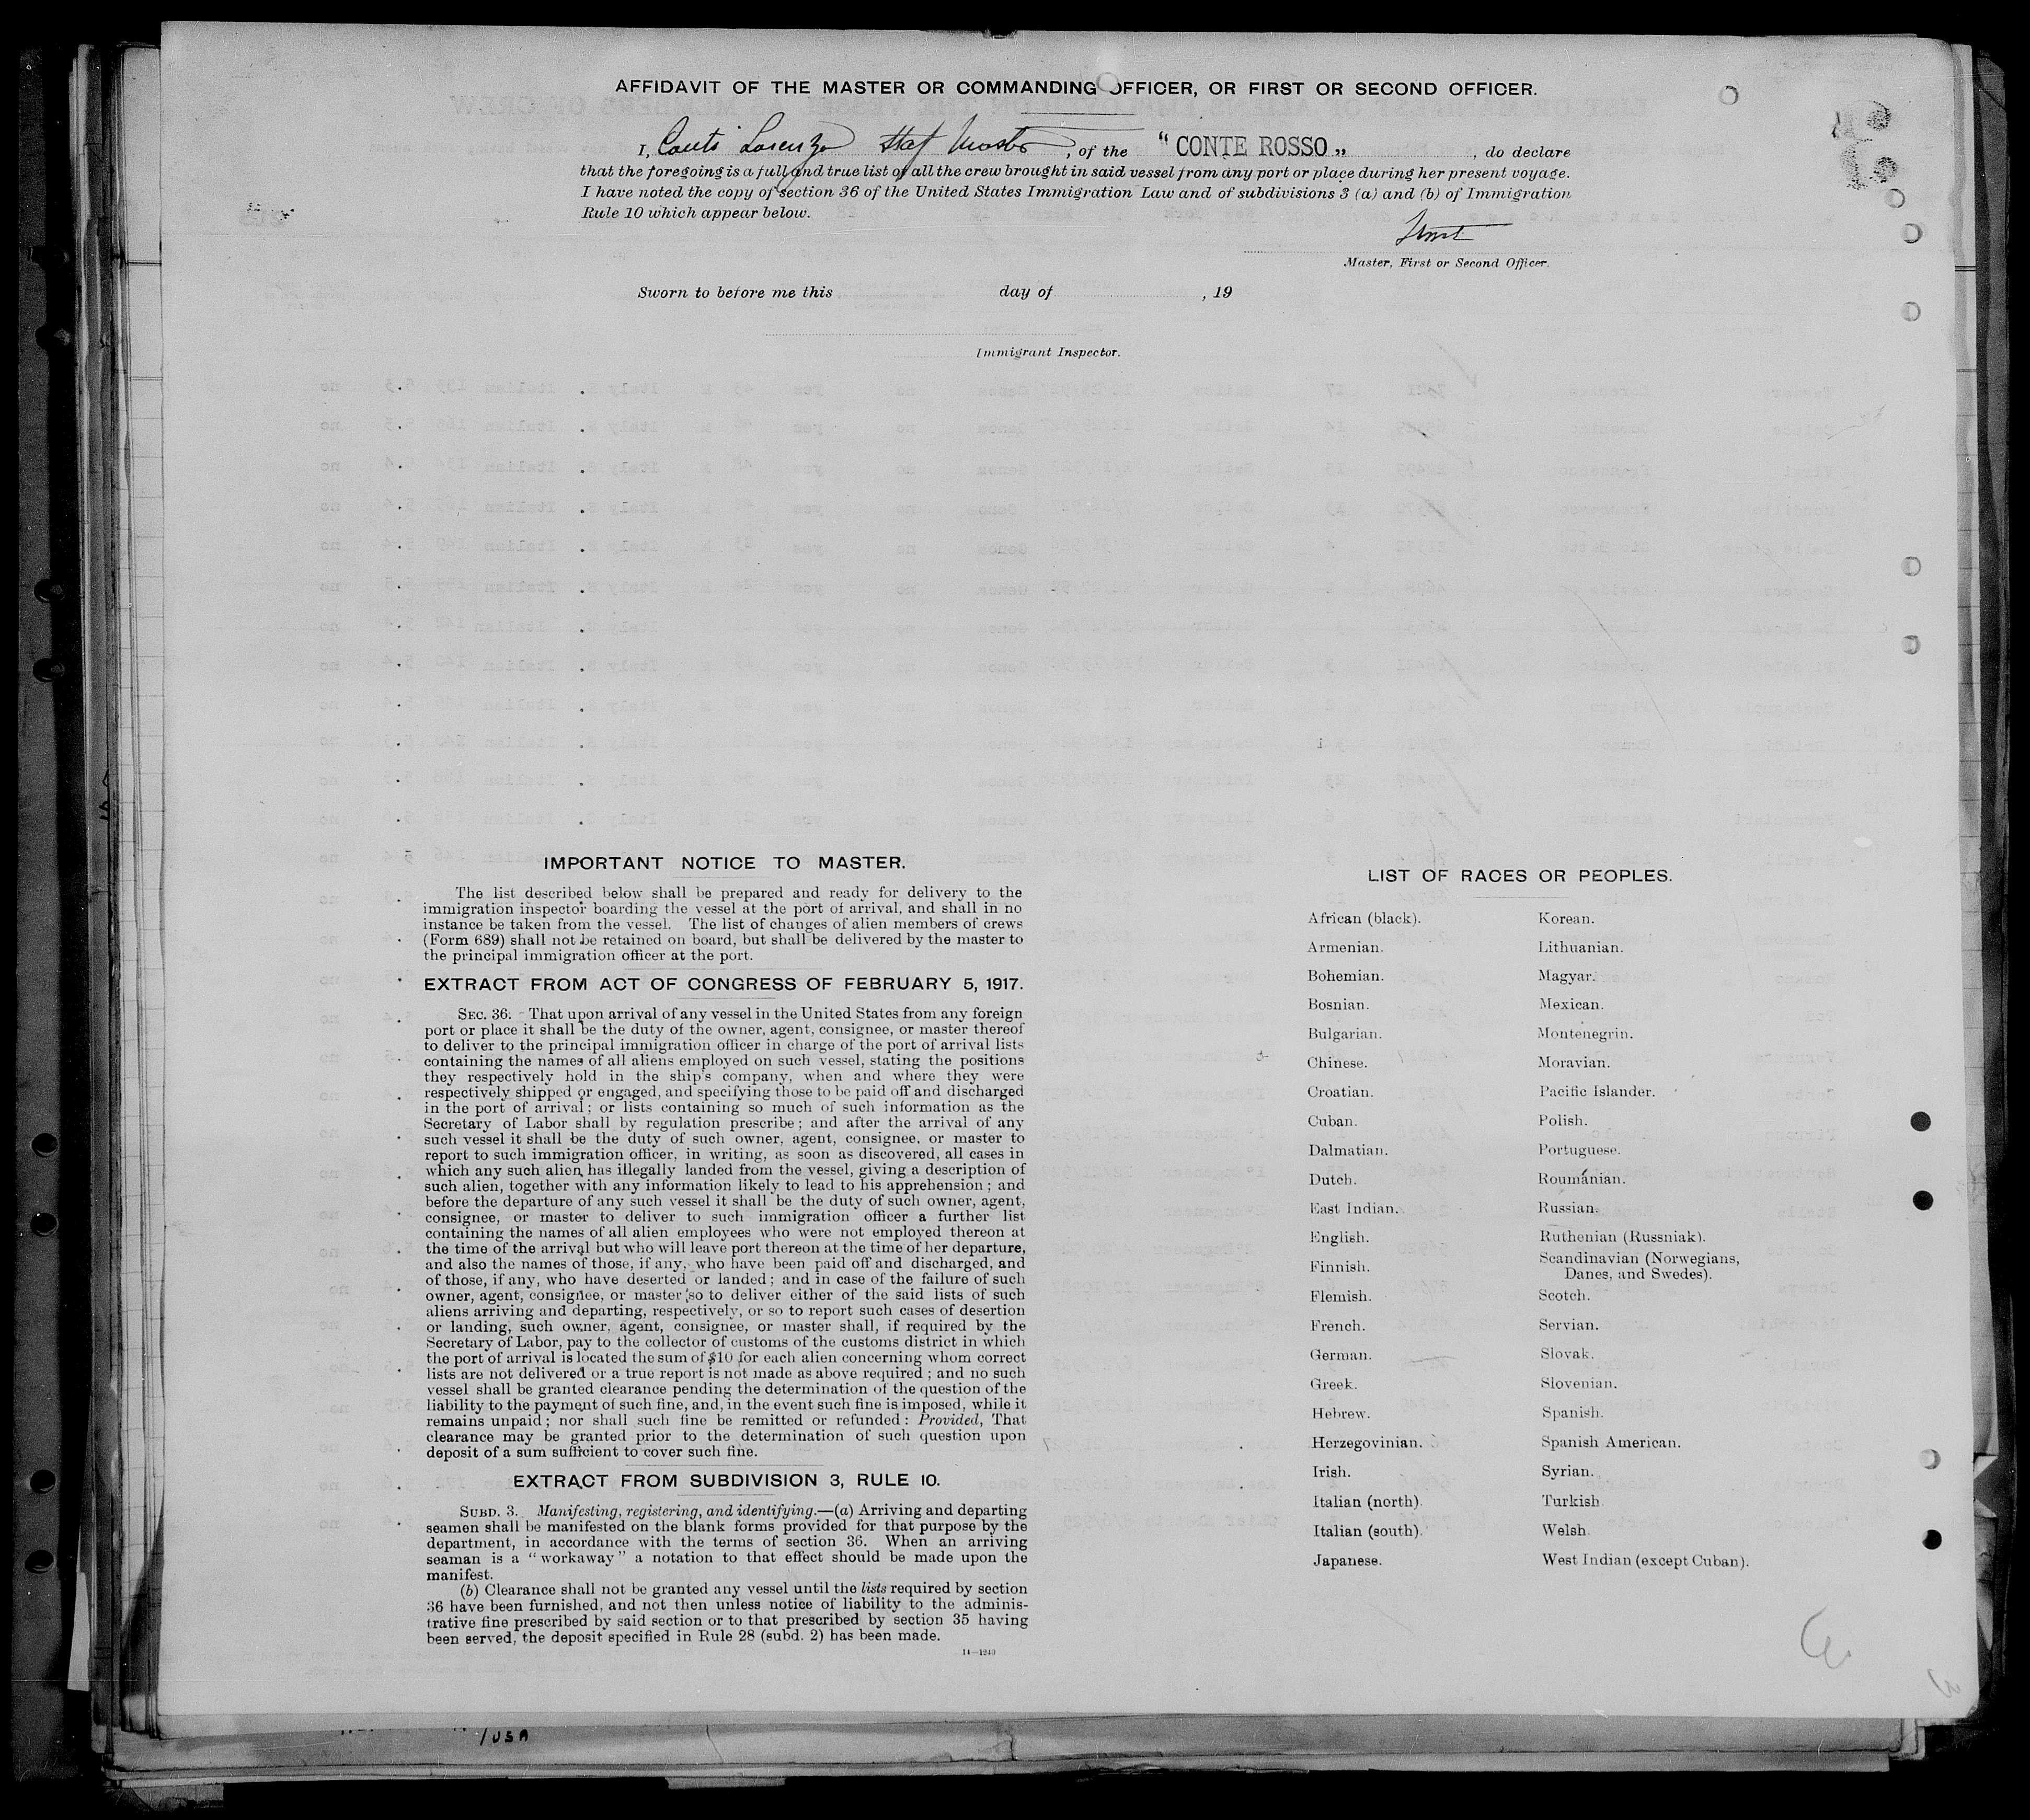 AFFIDAVIT OF THE MASTER OR COMMANDING OFFICER, OR FIRST OR SECOND OFFICER.
I, Conti Lorenzo Staf Master, of the "CONTE ROSSO", do declare
that the foregoing is a full and true list of all the crew brought in said vessel from any port or place during her present voyage.
I have noted the copy of section 36 of the United States Immigration Law and of subdivisions 3 (a) and (b) of Immigration
Rule 10 which appear below.
Master, First or Second Officer.
Sworn to before me this day of , 19
Immigrant Inspector.
IMPORTANT NOTICE TO MASTER.
The list described below shall be prepared and ready for delivery to the
immigration inspector boarding the vessel at the port of arrival, and shall in no
instance be taken from the vessel. The list of changes of alien members of crews
(Form 689) shall not be retained on board, but shall be delivered by the master to
the principal immigration officer at the port.
EXTRACT FROM ACT OF CONGRESS OF FEBRUARY 5, 1917.
SEC. 36. That upon arrival of any vessel in the United States from any foreign
port or place it shall be the duty of the owner, agent, consignee, or master thereof
to deliver to the principal immigration officer in charge of the port of arrival lists
containing the names of all aliens employed on such vessel, stating the positions
they respectively hold in the ship's company, when and where they were
respectively shipped or engaged, and specifying those to be paid off and discharged
in the port of arrival; or lists containing so much of such information as the
Secretary of Labor shall by regulation prescribe; and after the arrival of any
such vessel it shall be the duty of such owner, agent, consignee, or master to
report to such immigration officer, in writing, as soon as discovered, all cases in
which any such alien has illegally landed from the vessel, giving a description of
such alien, together with any information likely to lead to his apprehension; and
before the departure of any such vessel it shall be the duty of such owner, agent,
consignee, or master to deliver to such immigration officer a further list
containing the names of all alien employees who were not employed thereon at
the time of the arrival but who will leave port thereon at the time of her departure,
and also the names of those, if any, who have been paid off and discharged, and
of those, if any, who have deserted or landed; and in case of the failure of such
owner, agent, consignee, or master so to deliver either of the said lists of such
aliens arriving and departing, respectively, or so to report such cases of desertion
or landing, such owner, agent, consignee, or master shall, if required by the
Secretary of Labor, pay to the collector of customs of the customs district in which
the port of arrival is located the sum of $10 for each alien concerning whom correct
lists are not delivered or a true report is not made as above required; and no such
vessel shall be granted clearance pending the determination of the question of the
liability to the payment of such fine, and, in the event such fine is imposed, while it
remains unpaid; nor shall such fine be remitted or refunded: Provided, That
clearance may be granted prior to the determination of such question upon
deposit of a sum sufficient to cover such fine.
EXTRACT FROM SUBDIVISION 3, RULE 10.
SUBD. 3. Manifesting, registering, and identifying.—(a) Arriving and departing
seamen shall be manifested on the blank forms provided for that purpose by the
department, in accordance with the terms of section 36. When an arriving
seaman is a "workaway" a notation to that effect should be made upon the
manifest.
(b) Clearance shall not be granted any vessel until the lists required by section
36 have been furnished, and not then unless notice of liability to the adminis-
trative fine prescribed by said section or to that prescribed by section 35 having
been served, the deposit specified in Rule 28 (subd. 2) has been made.
14—1240
LIST OF RACES OR PEOPLES.
African (black).
Armenian.
Bohemian.
Bosnian.
Bulgarian.
Chinese.
Croatian.
Cuban.
Dalmatian.
Dutch.
East Indian.
English.
Finnish.
Flemish.
French.
German.
Greek.
Hebrew.
Herzegovinian.
Irish.
Italian (north).
Italian (south).
Japanese.
Korean.
Lithuanian.
Magyar.
Mexican.
Montenegrin.
Moravian.
Pacific Islander.
Polish.
Portuguese.
Roumanian.
Russian.
Ruthenian (Russniak).
Scandinavian (Norwegians,
Danes, and Swedes).
Scotch.
Servian.
Slovak.
Slovenian.
Spanish.
Spanish American.
Syrian.
Turkish.
Welsh.
West Indian (except Cuban).
/USA